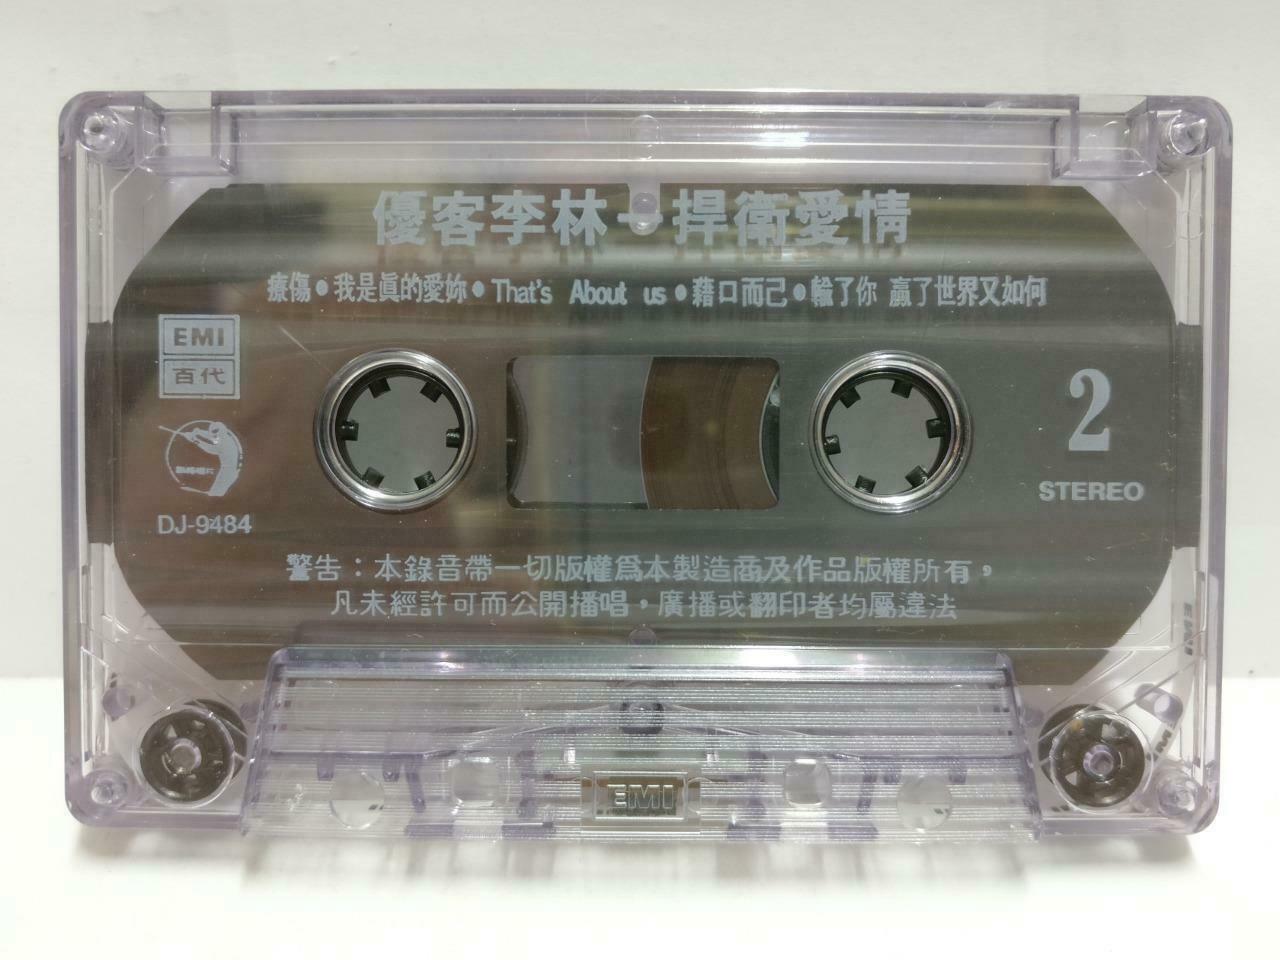 優客李林－捍衛愛情
療傷•我是眞的愛妳•That's About us•藉口而已•輸了你 贏了世界又如何
EMI
百代
2
STEREO
DJ-9484
警告：本錄音帶一切版權爲本製造商及作品版權所有，
凡未經許可而公開播唱，廣播或翻印者均屬違法
EMI
EMI